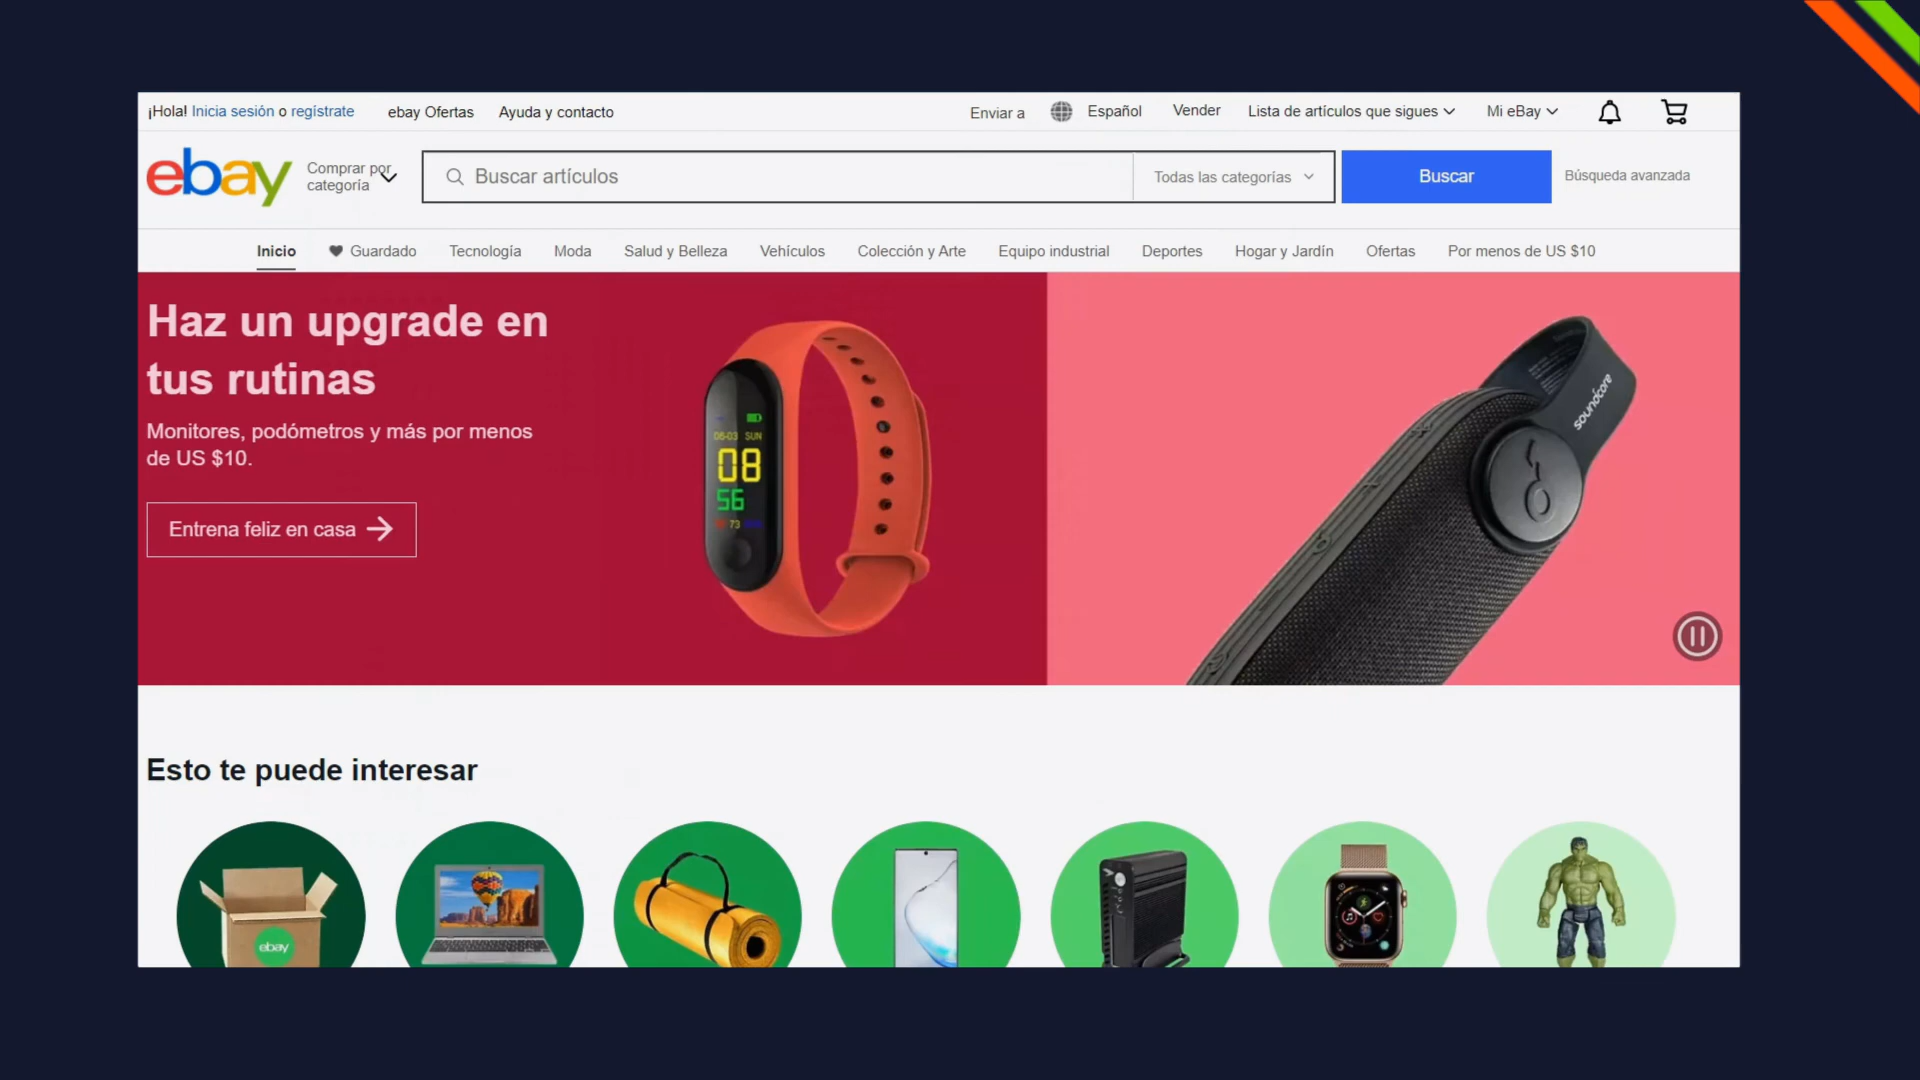 ¡Hola! Inicia sesión o regístrate ebay Ofertas Ayuda y contacto Enviar a Español Vender Lista de artículos que sigues Mi eBay
ebay
Comprar por
categoría
Buscar artículos
Todas las categorías
Buscar
Búsqueda avanzada
Inicio Guardado Tecnología Moda Salud y Belleza Vehículos Colección y Arte Equipo industrial Deportes Hogar y Jardín Ofertas Por menos de US $10
Haz un upgrade en
tus rutinas
Monitores, podómetros y más por menos
de US $10.
Entrena feliz en casa
06-03 SUN
08
56
73
soundcore
Esto te puede interesar
ebay